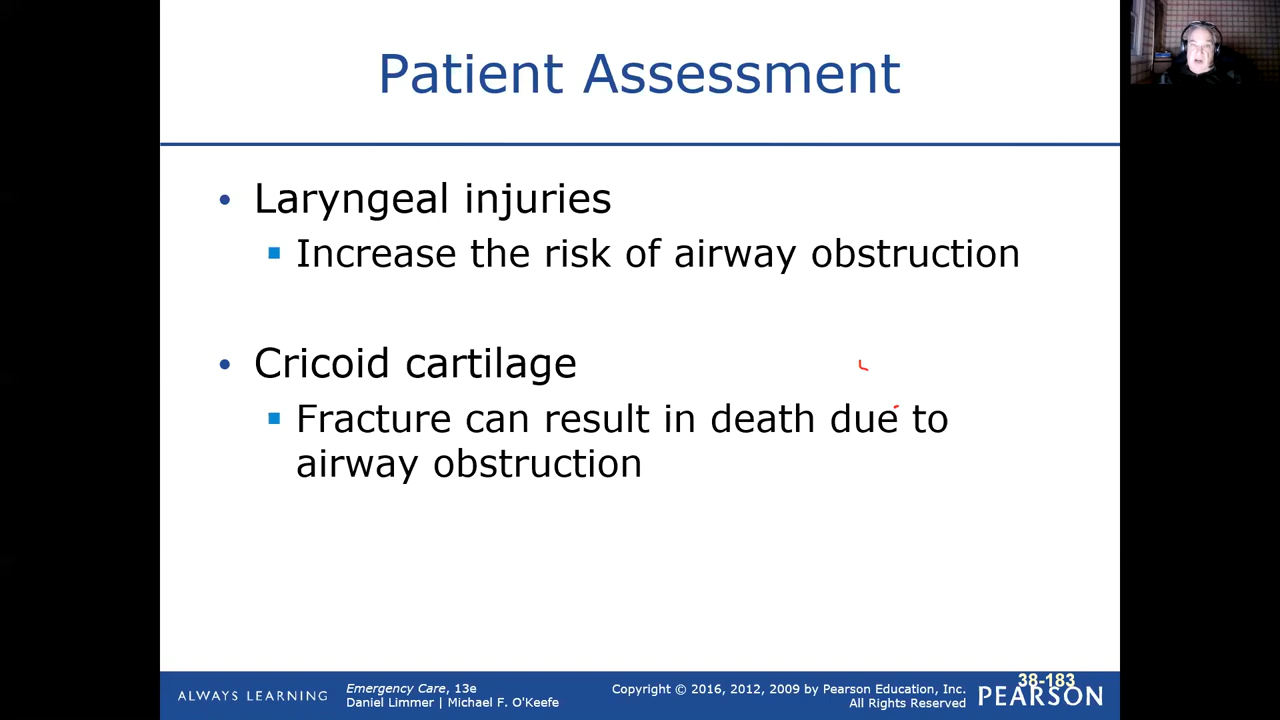 Patient Assessment
• Laryngeal injuries
▪ Increase the risk of airway obstruction
• Cricoid cartilage
▪ Fracture can result in death due to
airway obstruction
ALWAYS LEARNING
Emergency Care, 13e
Daniel Limmer | Michael F. O'Keefe
Copyright © 2016, 2012, 2009 by Pearson Education, Inc.
All Rights Reserved
38-183
PEARSON